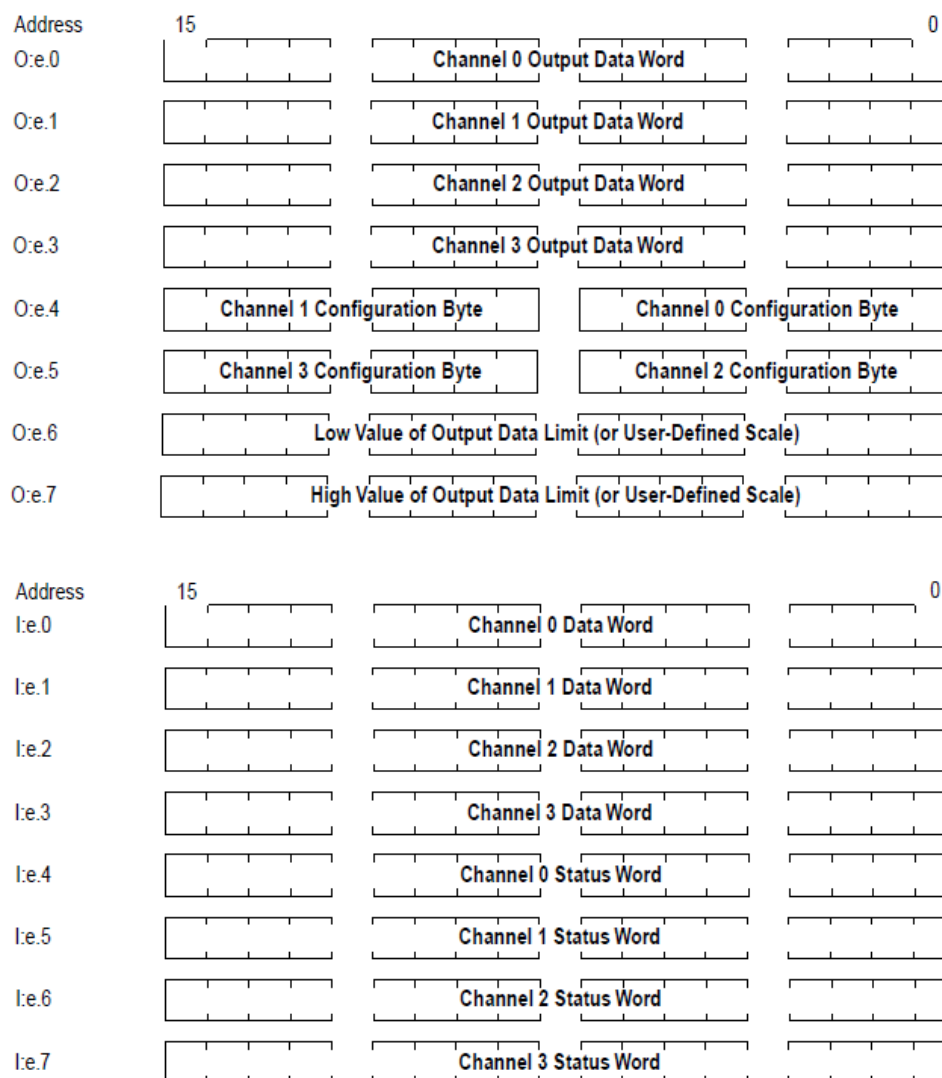 Address 15 0
O:e.0 Channel 0 Output Data Word
O:e.1 Channel 1 Output Data Word
O:e.2 Channel 2 Output Data Word
O:e.3 Channel 3 Output Data Word
O:e.4 Channel 1 Configuration Byte Channel 0 Configuration Byte
O:e.5 Channel 3 Configuration Byte Channel 2 Configuration Byte
O:e.6 Low Value of Output Data Limit (or User-Defined Scale)
O:e.7 High Value of Output Data Limit (or User-Defined Scale)
Address 15 0
I:e.0 Channel 0 Data Word
I:e.1 Channel 1 Data Word
I:e.2 Channel 2 Data Word
I:e.3 Channel 3 Data Word
I:e.4 Channel 0 Status Word
I:e.5 Channel 1 Status Word
I:e.6 Channel 2 Status Word
I:e.7 Channel 3 Status Word